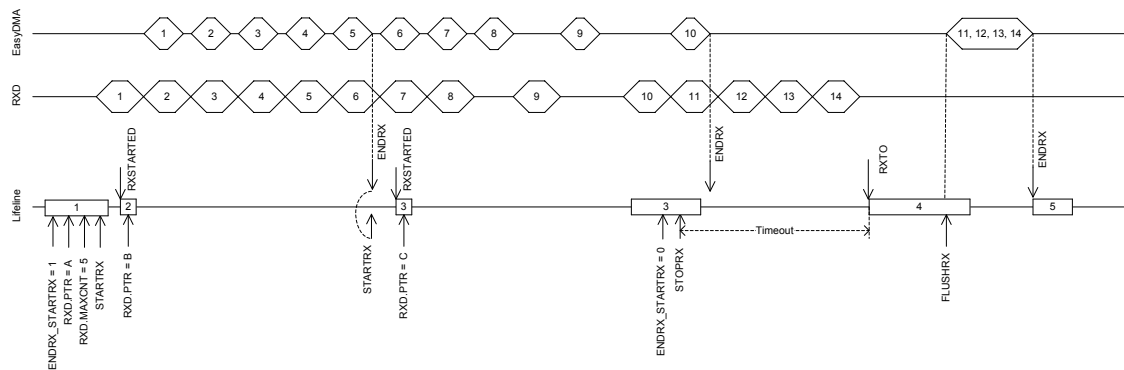 EasyDMA
1
2
3
4
5
6
7
8
9
10
11, 12, 13, 14
RXD
1
2
3
4
5
6
7
8
9
10
11
12
13
14
RXSTARTED
ENDRX
RXSTARTED
ENDRX
RXTO
ENDRX
Lifeline
1
2
3
3
4
5
Timeout
ENDRX_STARTRX = 1
RXD.PTR = A
RXD.MAXCNT = 5
STARTRX
RXD.PTR = B
STARTRX
RXD.PTR = C
ENDRX_STARTRX = 0
STOPRX
FLUSHRX